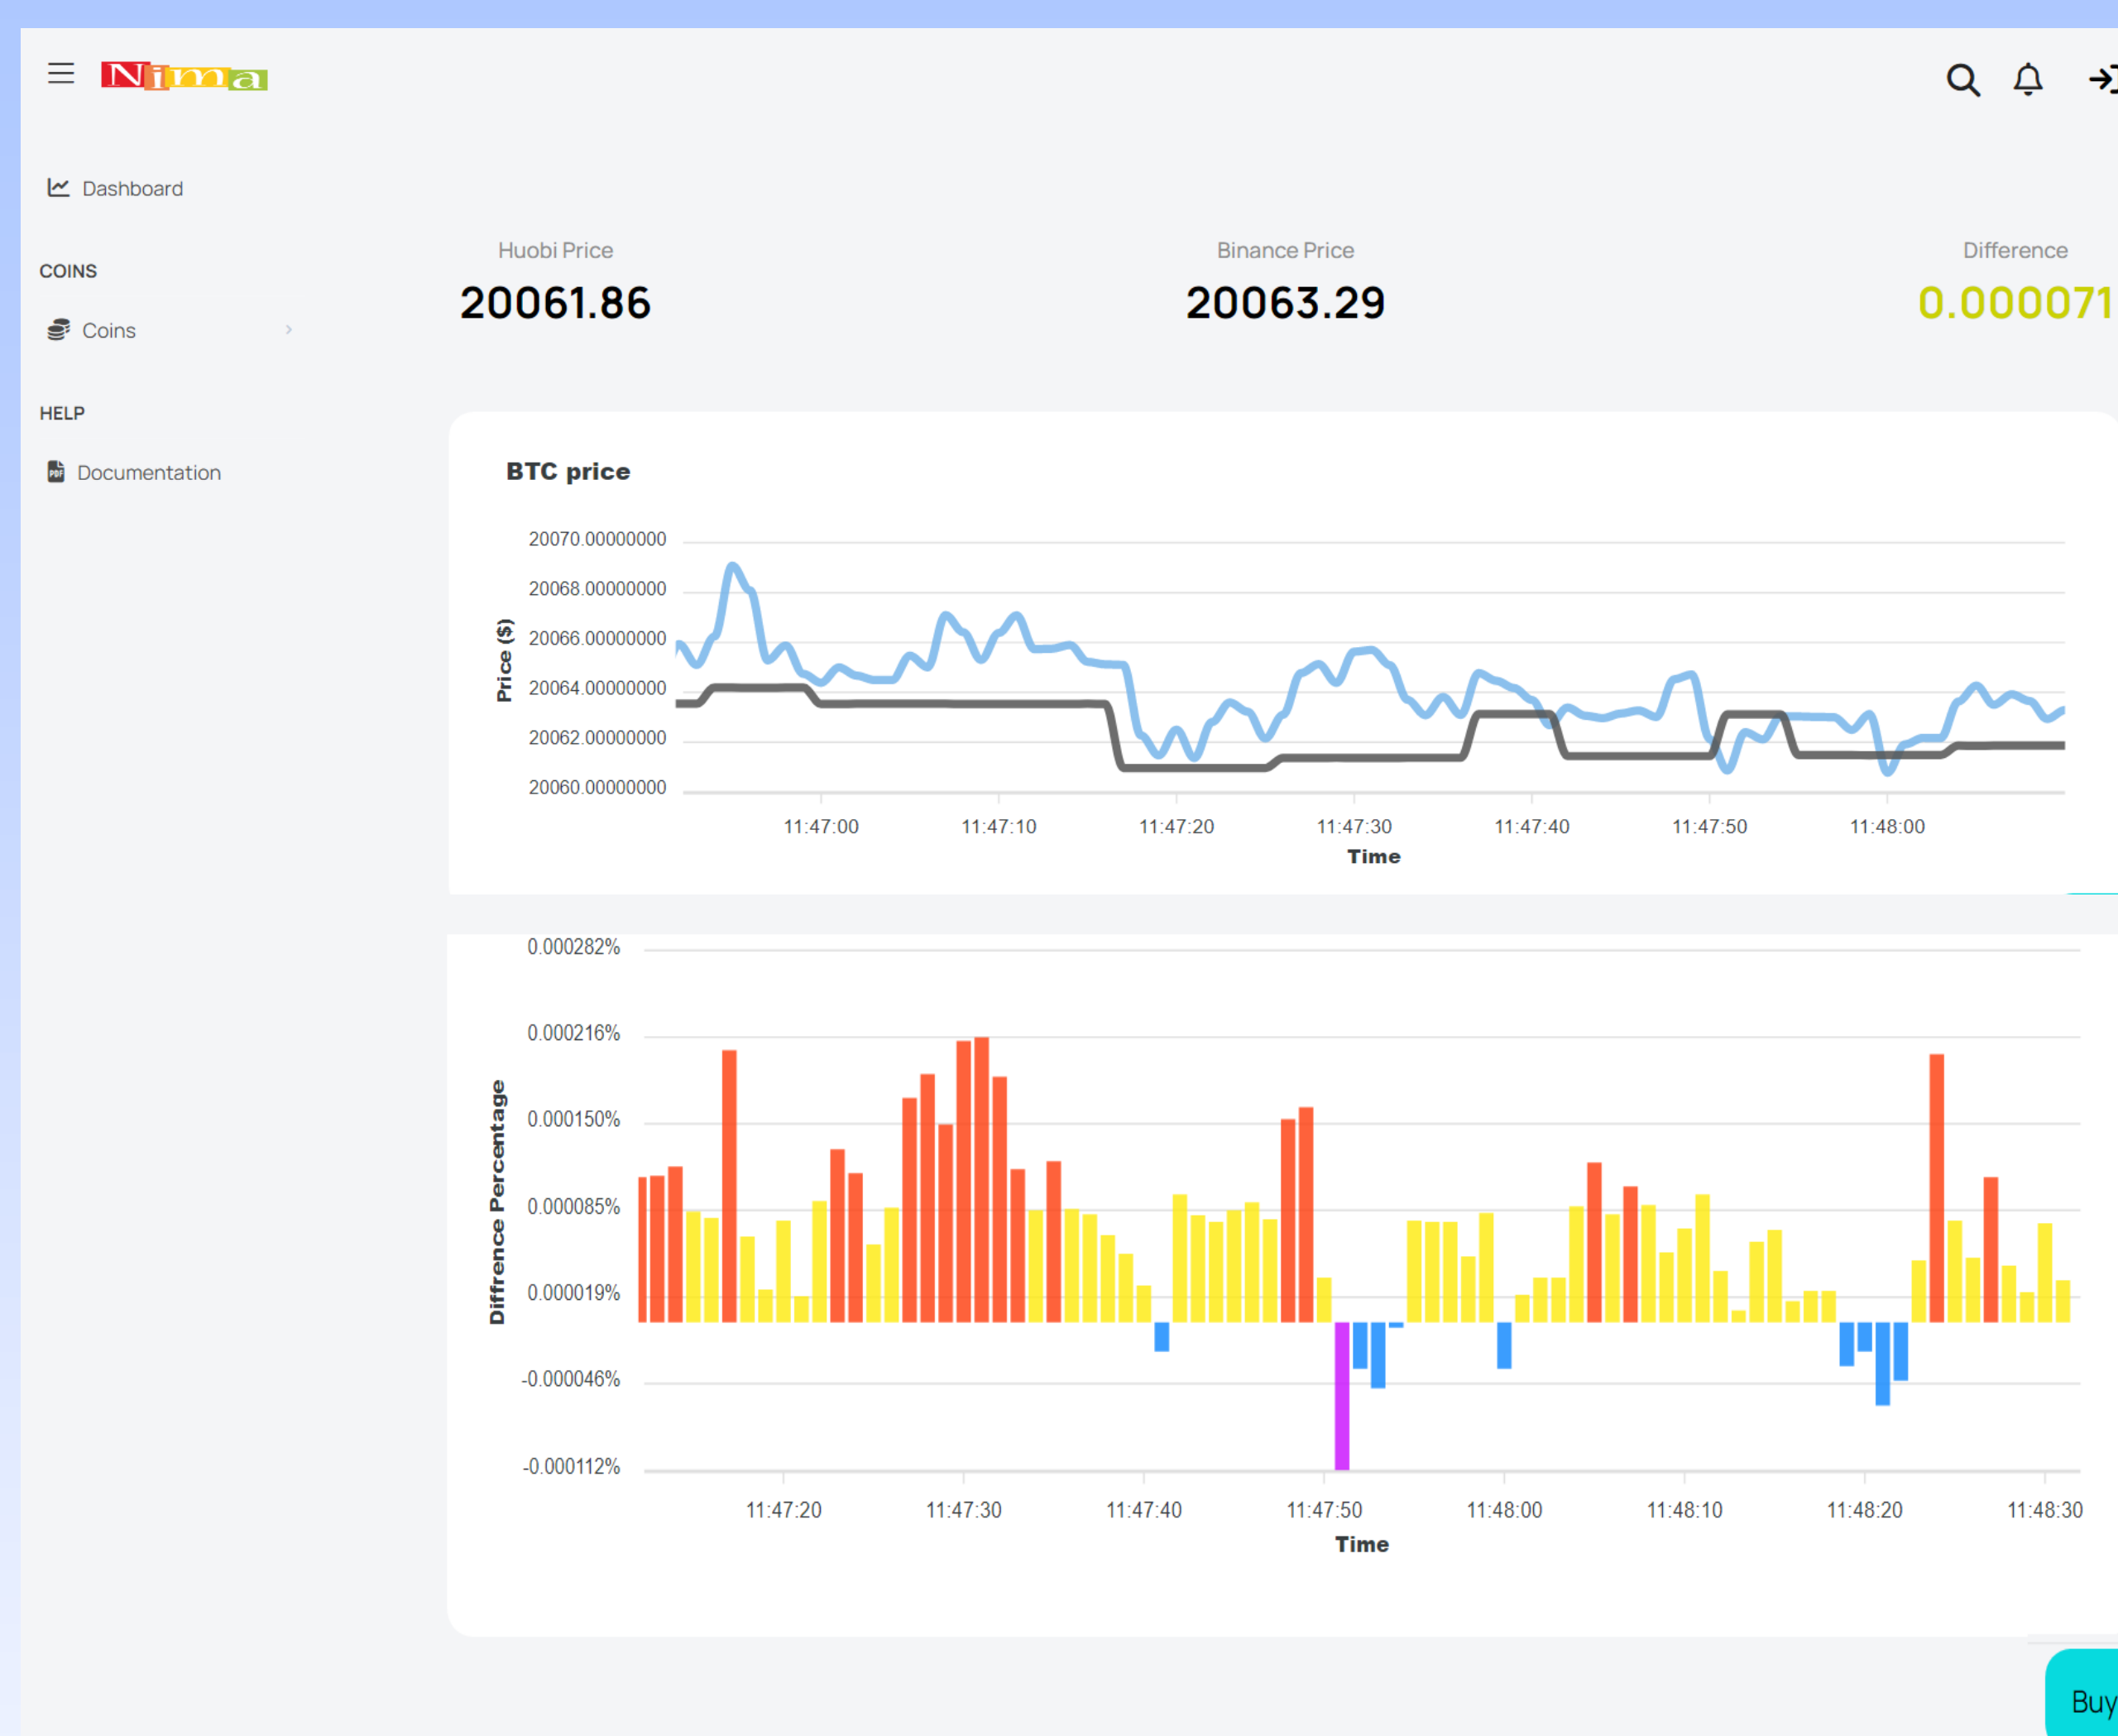 Nima
Dashboard
COINS
Coins
HELP
Documentation
Huobi Price
20061.86
Binance Price
20063.29
Difference
0.000071
BTC price
Price ($)
20070.00000000
20068.00000000
20066.00000000
20064.00000000
20062.00000000
20060.00000000
11:47:00 11:47:10 11:47:20 11:47:30 11:47:40 11:47:50 11:48:00
Time
Diffrence Percentage
0.000282%
0.000216%
0.000150%
0.000085%
0.000019%
-0.000046%
-0.000112%
11:47:20 11:47:30 11:47:40 11:47:50 11:48:00 11:48:10 11:48:20 11:48:30
Time
Buy